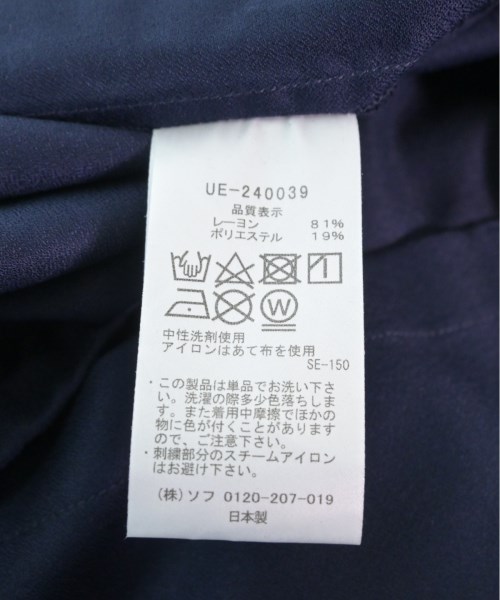 UE-240039
品質表示
レーヨン 81%
ポリエステル 19%
W
中性洗剤使用
アイロンはあて布を使用
SE-150
・この製品は単品でお洗い下さ
い。洗濯の際多少色落ちしま
す。また着用中摩擦でほかの
物に色が付くことがあります
ので、ご注意下さい。
・刺繍部分のスチームアイロン
はお避け下さい。
(株)ソフ 0120-207-019
日本製